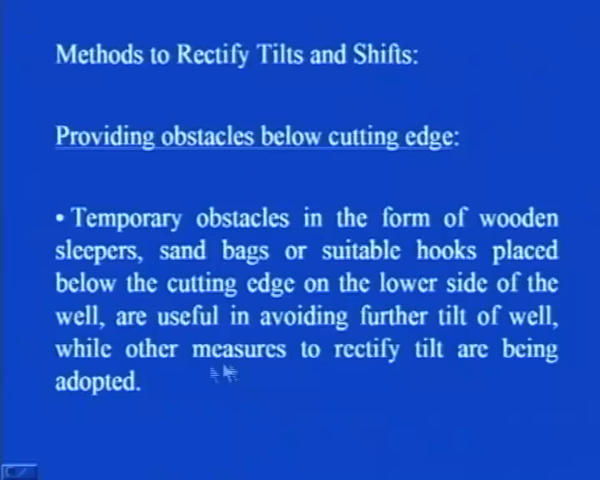 Methods to Rectify Tilts and Shifts:
Providing obstacles below cutting edge:
• Temporary obstacles in the form of wooden
sleepers, sand bags or suitable hooks placed
below the cutting edge on the lower side of the
well, are useful in avoiding further tilt of well,
while other measures to rectify tilt are being
adopted.